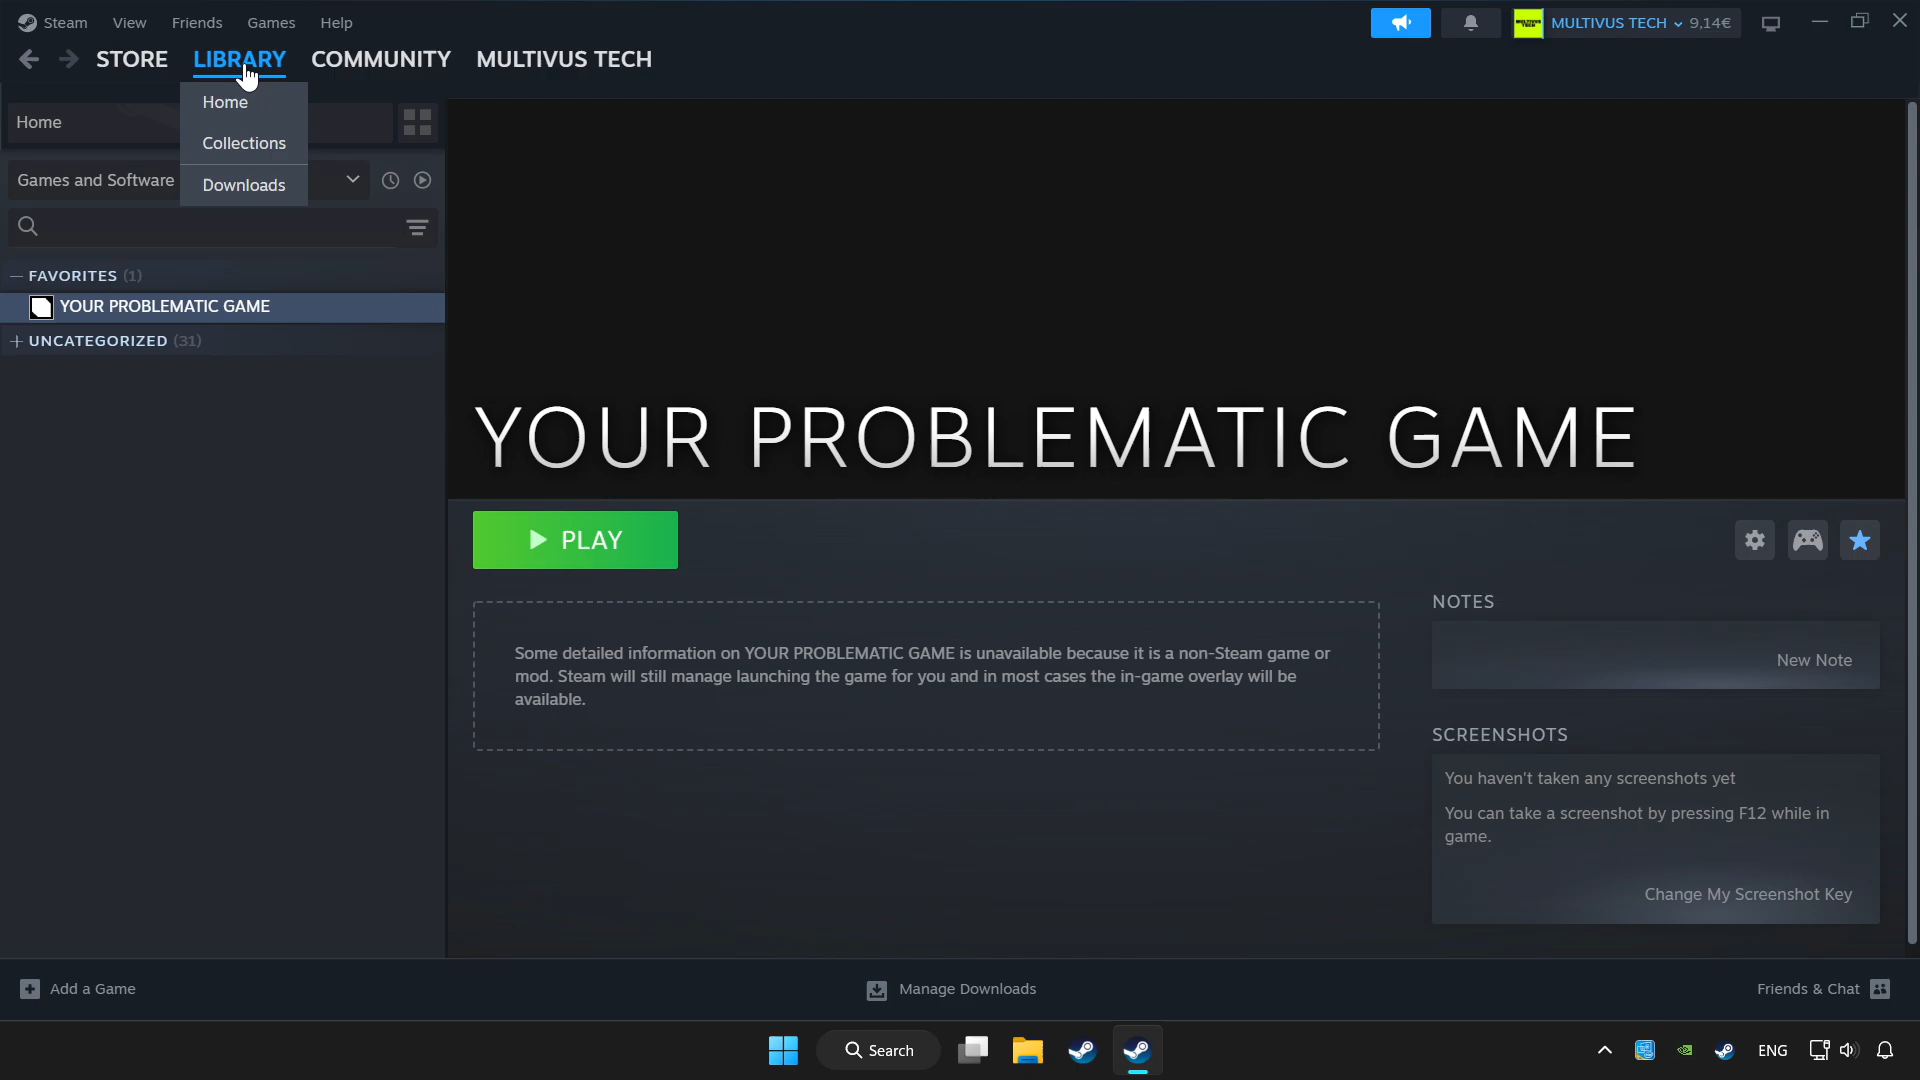 Steam View Friends Games Help
MULTIVUS TECH 9,14€
STORE LIBRARY COMMUNITY MULTIVUS TECH
Home
Collections
Downloads
Home
Games and Software
FAVORITES (1)
YOUR PROBLEMATIC GAME
UNCATEGORIZED (31)
YOUR PROBLEMATIC GAME
PLAY
Some detailed information on YOUR PROBLEMATIC GAME is unavailable because it is a non-Steam game or
mod. Steam will still manage launching the game for you and in most cases the in-game overlay will be
available.
NOTES
New Note
SCREENSHOTS
You haven't taken any screenshots yet
You can take a screenshot by pressing F12 while in
game.
Change My Screenshot Key
Add a Game
Manage Downloads
Friends & Chat
Search
ENG